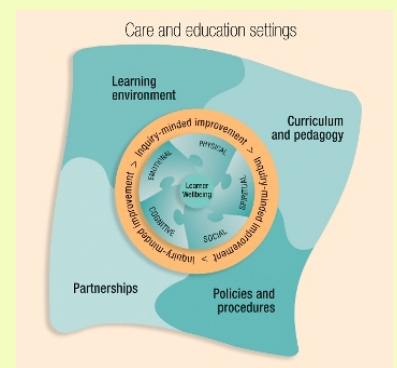 Care and education settings
Learning
environment
Curriculum
and pedagogy
Inquiry-minded improvement > Inquiry-minded improvement > inquiry-minded improvement > Inquiry-minded improvement >
PHYSICAL
EMOTIONAL
Learner
Wellbeing
SPIRITUAL
COGNITIVE
SOCIAL
Partnerships
Policies and
procedures